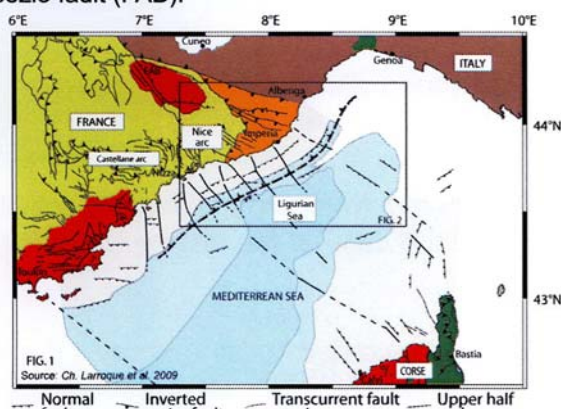 6°E 7°E 8°E 9°E 10°E
Cuneo
Genoa
ITALY
Albenga
44°N
FRANCE
Nice
arc
Imperia
Castellane arc
Nizza
Ligurian
Sea
FIG. 2
43°N
MEDITERREAN SEA
FIG. 1
Source: Ch. Larroque et al. 2009
CORSE
Bastia
Normal Inverted Transcurrent fault Upper half